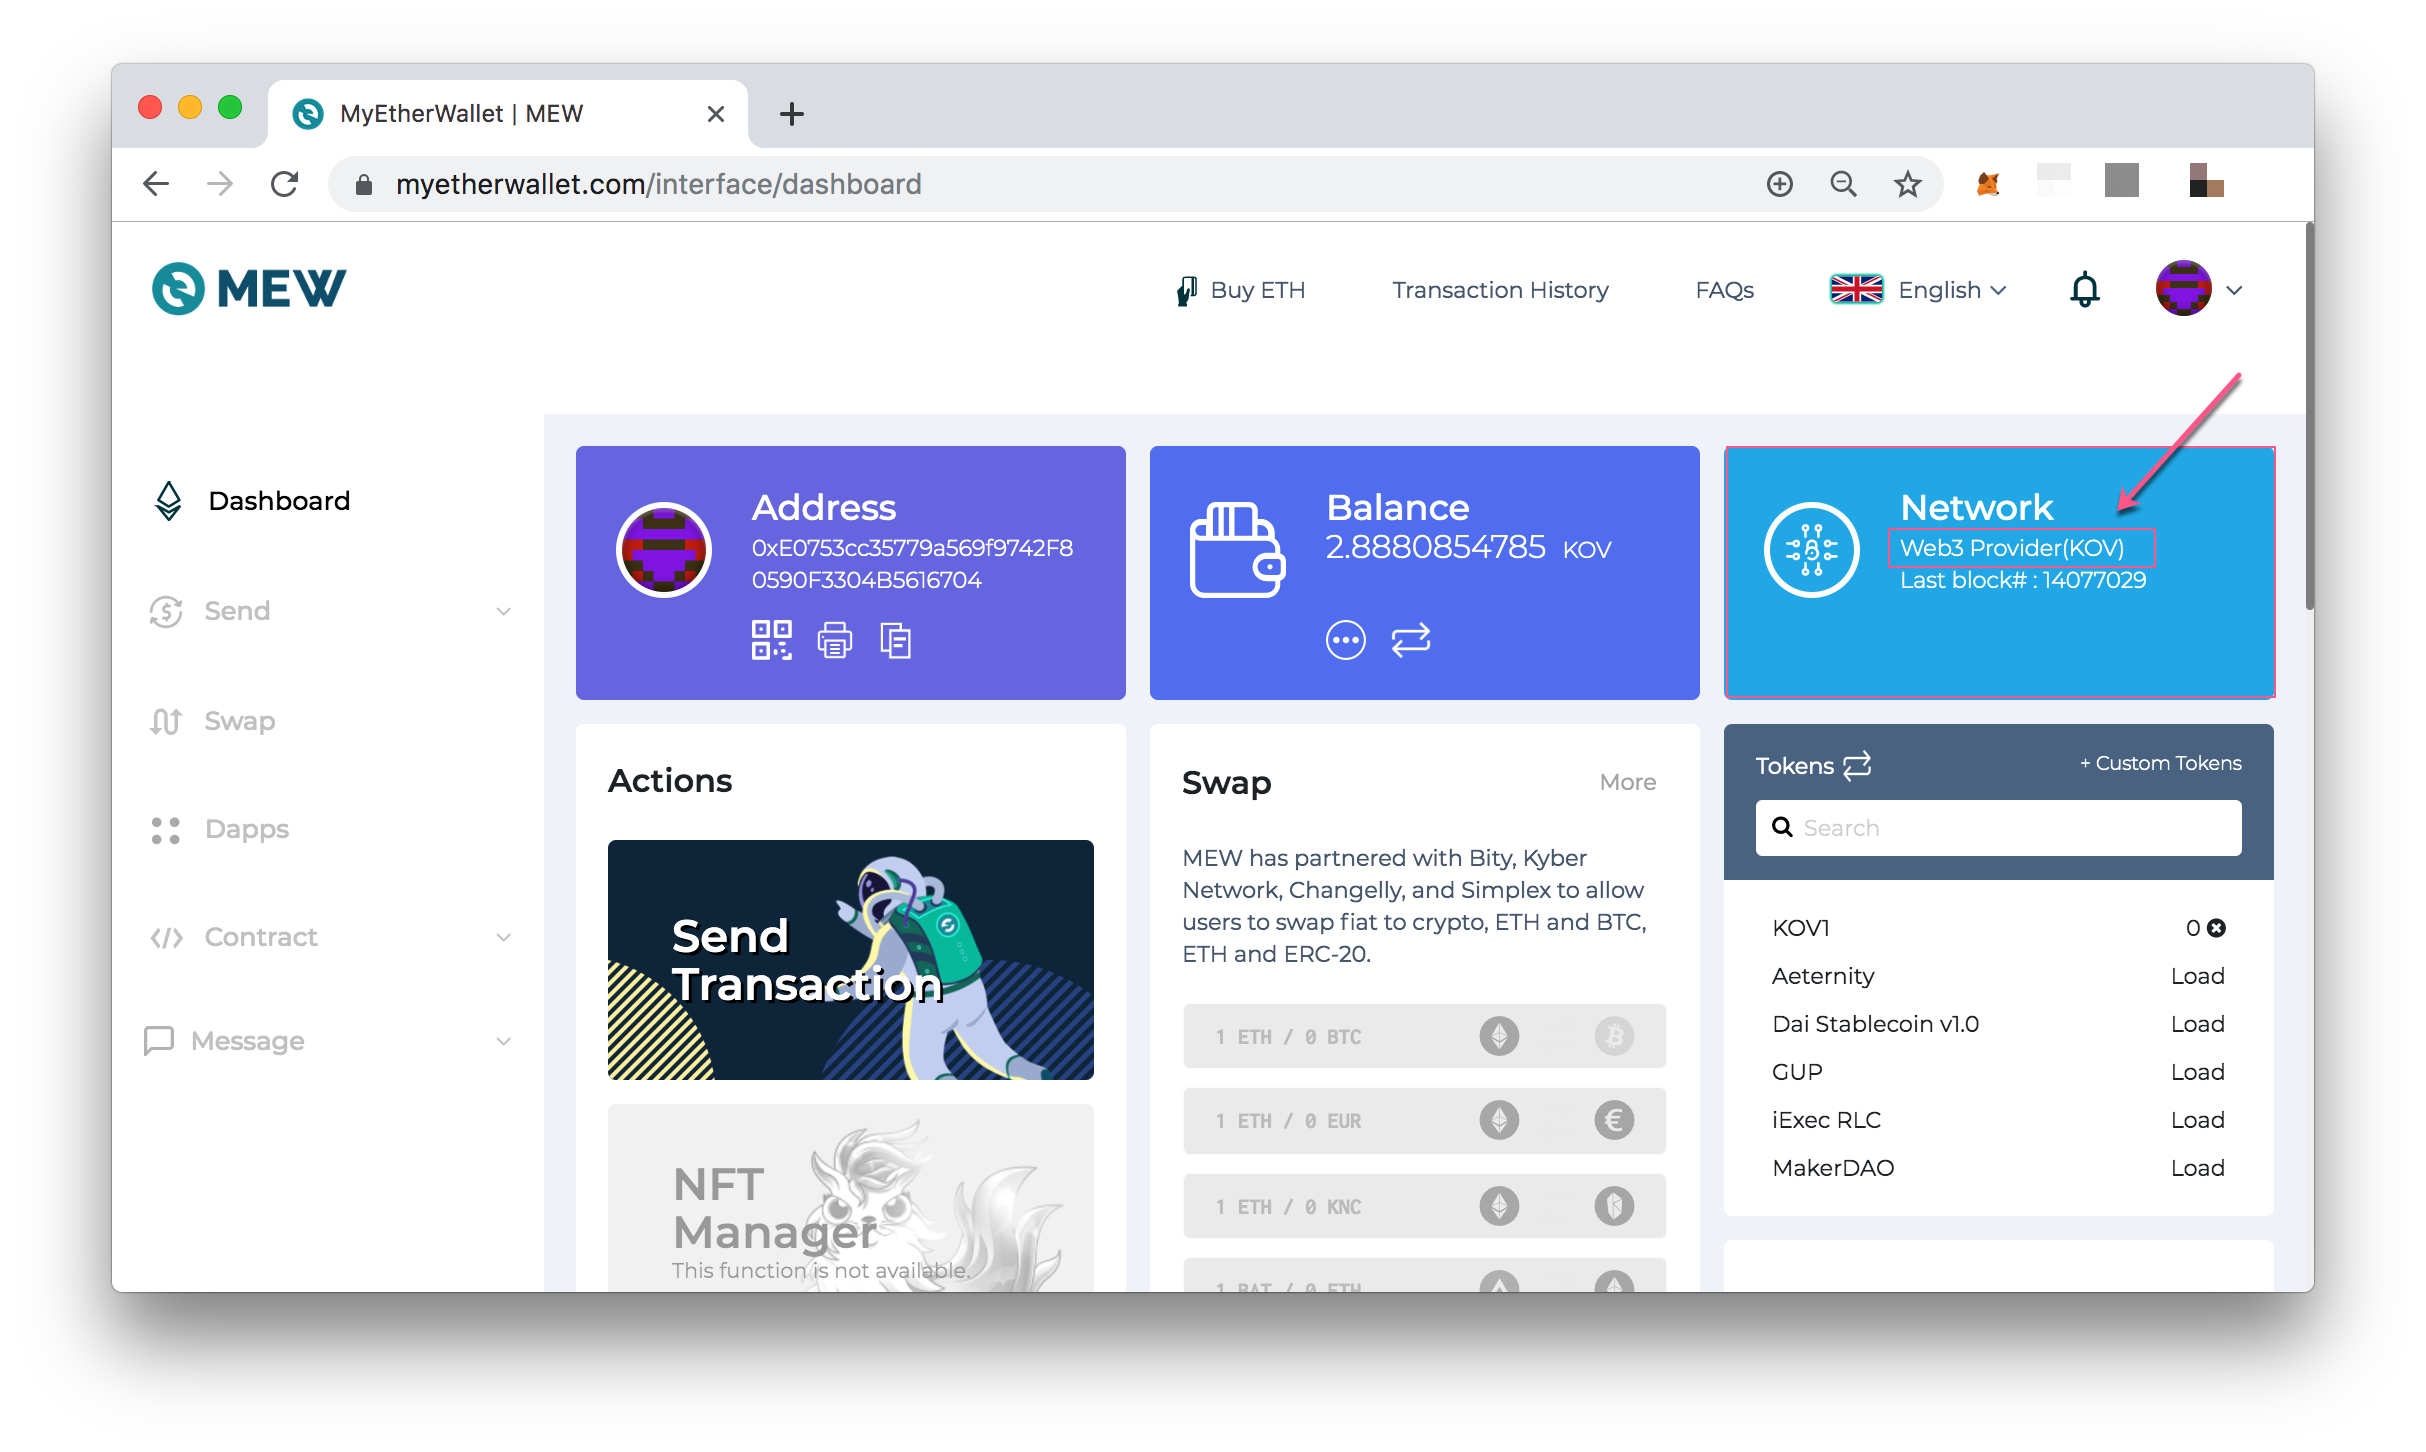 MyEtherWallet | MEW
myetherwallet.com/interface/dashboard
MEW
Buy ETH
Transaction History
FAQs
English
Dashboard
Send
Swap
Dapps
Contract
Message
Address
0xE0753cc35779a569f9742F8
0590F3304B5616704
Balance
2.8880854785 KOV
Network
Web3 Provider(KOV)
Last block# : 14077029
Actions
Send
Transaction
NFT
Manager
This function is not available.
Swap
More
MEW has partnered with Bity, Kyber
Network, Changelly, and Simplex to allow
users to swap fiat to crypto, ETH and BTC,
ETH and ERC-20.
1 ETH / 0 BTC
1 ETH / 0 EUR
1 ETH / 0 KNC
1 BAT / 0 ETH
Tokens
+ Custom Tokens
Search
KOV1 0
Aeternity Load
Dai Stablecoin v1.0 Load
GUP Load
iExec RLC Load
MakerDAO Load